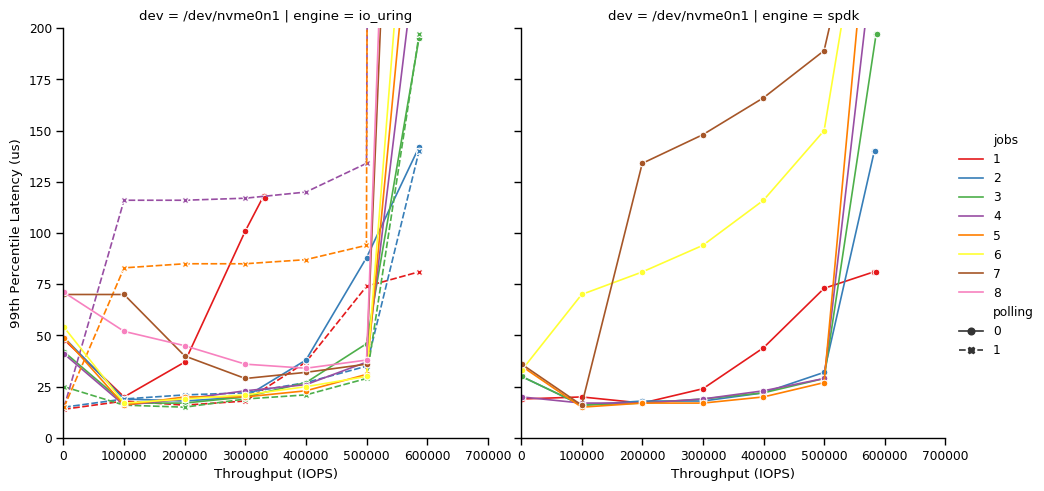 dev = /dev/nvme0n1 | engine = io_uring
dev = /dev/nvme0n1 | engine = spdk
99th Percentile Latency (us)
200
175
150
125
100
75
50
25
0
0 100000 200000 300000 400000 500000 600000 700000
0 100000 200000 300000 400000 500000 600000 700000
Throughput (IOPS)
Throughput (IOPS)
jobs
1
2
3
4
5
6
7
8
polling
0
1